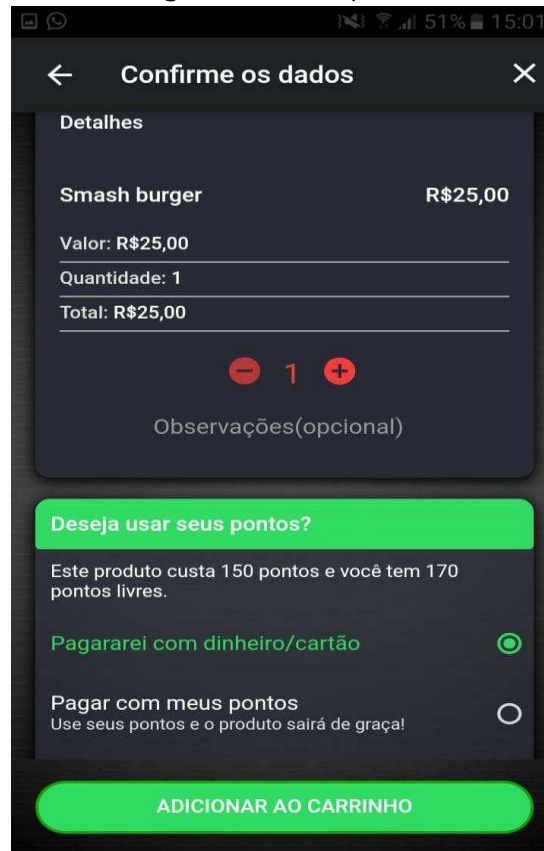 51% 15:01
Confirme os dados
Detalhes
Smash burger R$25,00
Valor: R$25,00
Quantidade: 1
Total: R$25,00
1
Observações(opcional)
Deseja usar seus pontos?
Este produto custa 150 pontos e você tem 170
pontos livres.
Pagararei com dinheiro/cartão
Pagar com meus pontos
Use seus pontos e o produto sairá de graça!
ADICIONAR AO CARRINHO